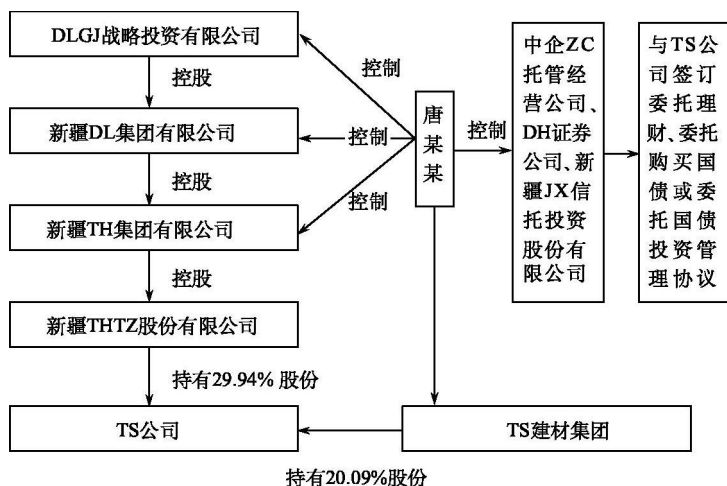 DLGJ战略投资有限公司
控股
新疆DL集团有限公司
控股
新疆TH集团有限公司
控股
新疆THTZ股份有限公司
持有29.94% 股份
TS公司
控制
控制
控制
唐
某
某
控制
中企ZC
托管经
营公司、
DH证券
公司、新
疆JX信
托投资
股份有
限公司
与TS公
司签订
委托理
财、委托
购买国
债或委
托国债
投资管
理协议
TS建材集团
持有20.09%股份